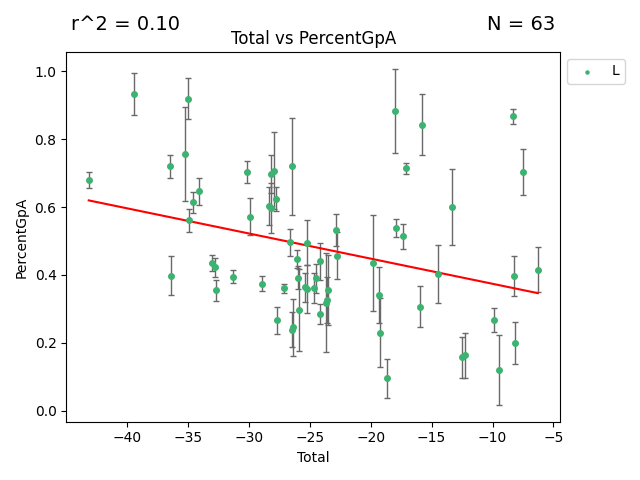 r^2 = 0.10
N = 63
Total vs PercentGpA
L
1.0
0.8
0.6
0.4
0.2
0.0
PercentGpA
−40
−35
−30
−25
−20
−15
−10
−5
Total